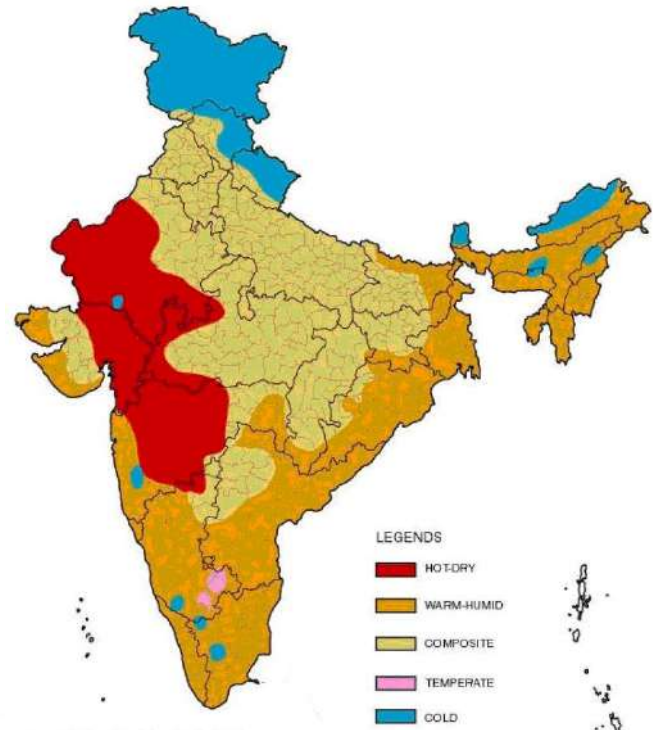 LEGENDS
HOT-DRY
WARM-HUMID
COMPOSITE
TEMPERATE
COLD